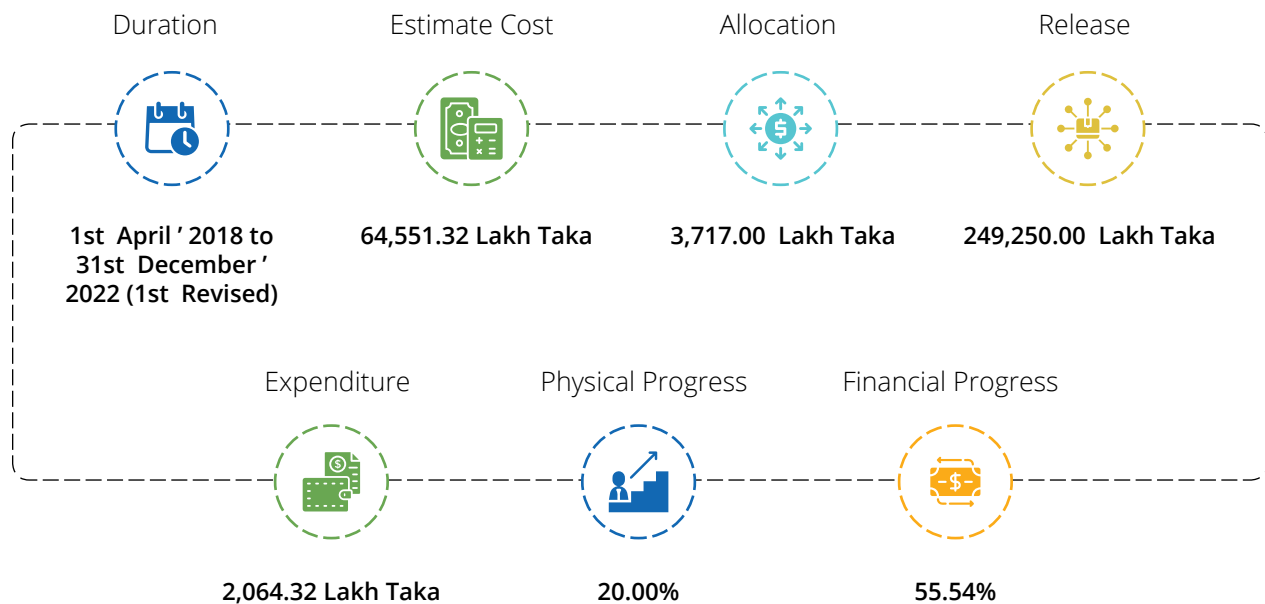 Duration
Estimate Cost
Allocation
Release
1st April ’ 2018 to
31st December ’
2022 (1st Revised)
64,551.32 Lakh Taka
3,717.00 Lakh Taka
249,250.00 Lakh Taka
Expenditure
Physical Progress
Financial Progress
2,064.32 Lakh Taka
20.00%
55.54%